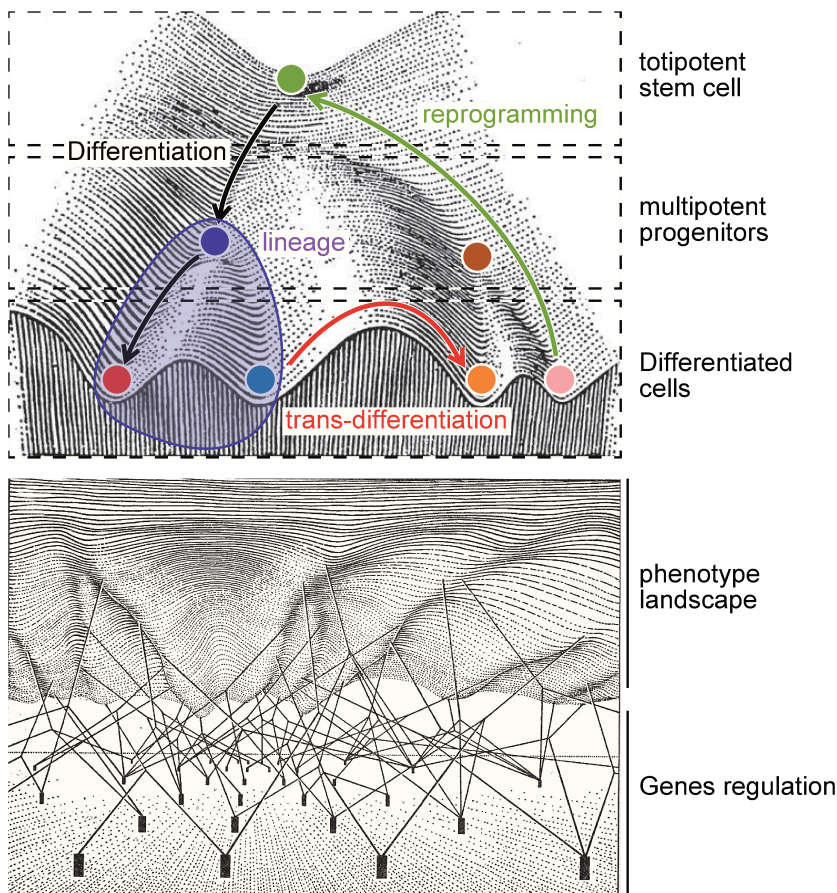 totipotent
stem cell
reprogramming
Differentiation
multipotent
progenitors
lineage
Differentiated
cells
trans-differentiation
phenotype
landscape
Genes regulation